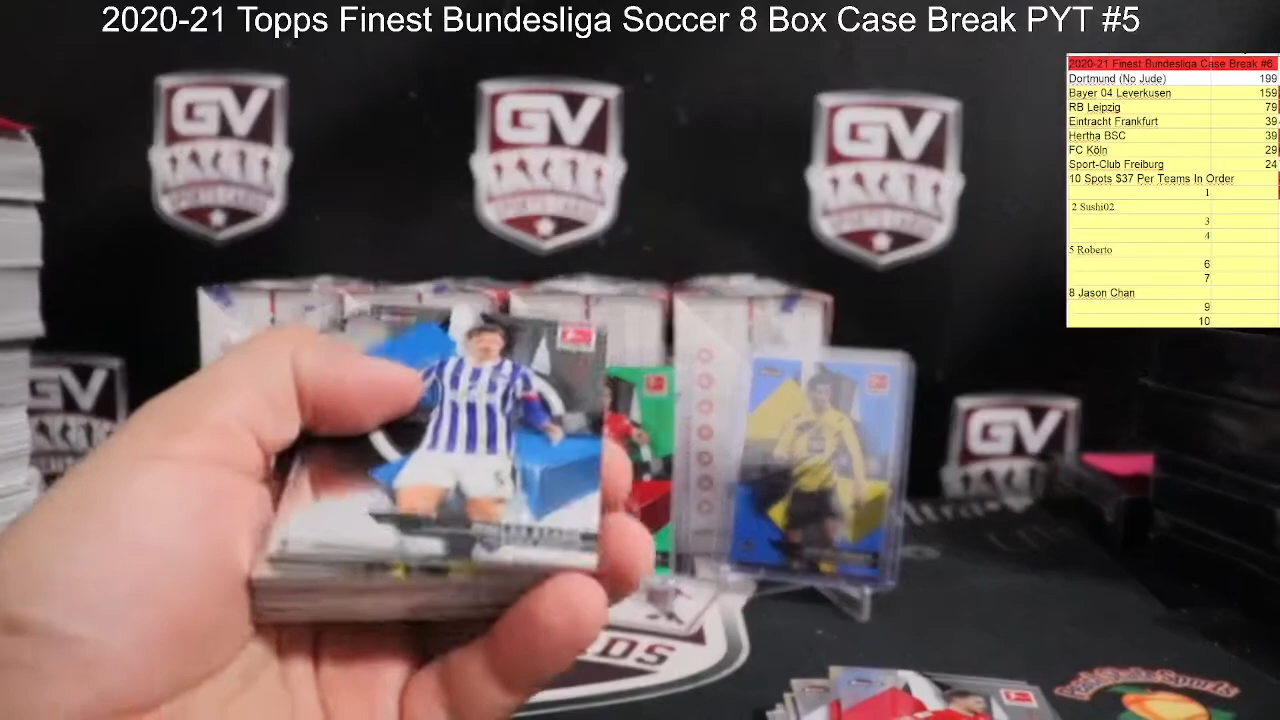 2020-21 Topps Finest Bundesliga Soccer 8 Box Case Break PYT #5
2020-21 Finest Bundesliga Case Break #6
Dortmund (No Jude) 199
Bayer 04 Leverkusen 159
RB Leipzig 79
Eintracht Frankfurt 39
Hertha BSC 39
FC Köln 29
Sport-Club Freiburg 24
10 Spots $37 Per Teams In Order
1
2 Sushi02
3
4
5 Roberto
6
7
8 Jason Chan
9
10
GV
GV
GV
GV
GV